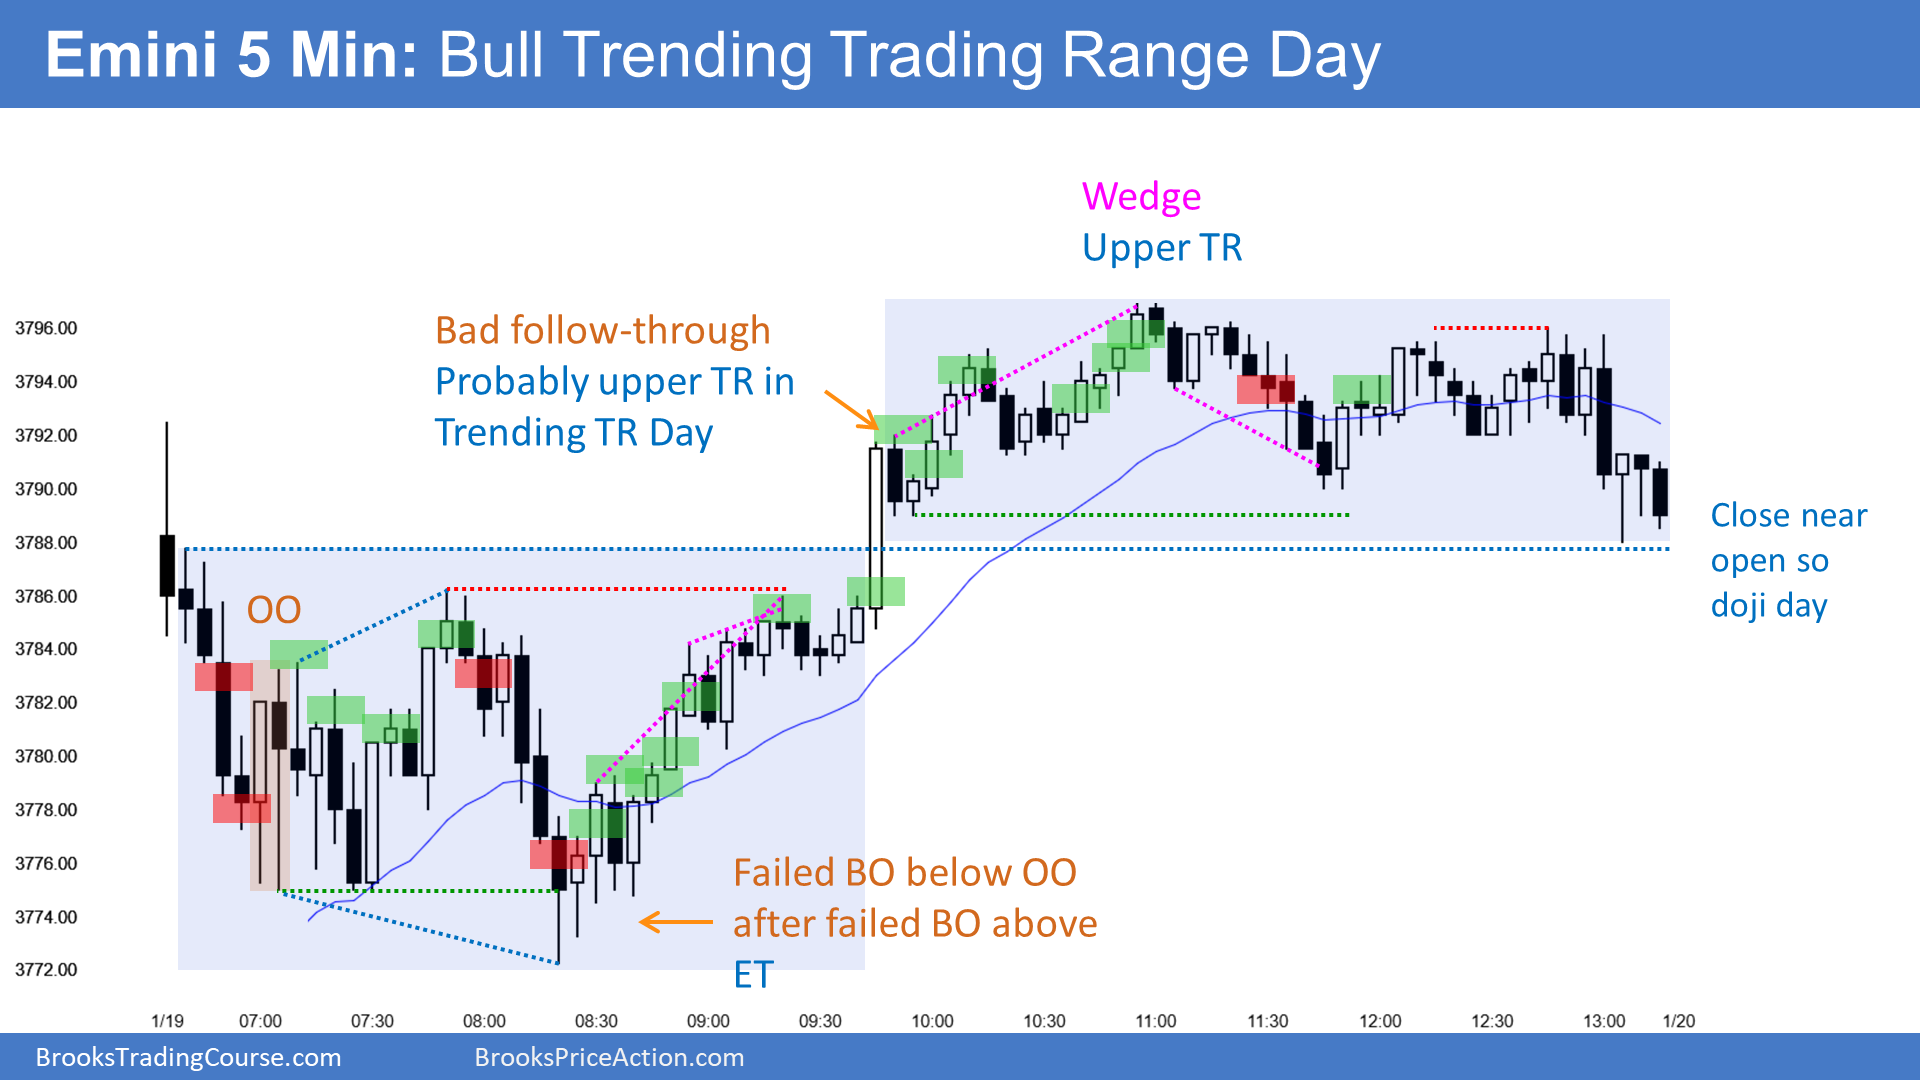 Emini 5 Min: Bull Trending Trading Range Day
Wedge
Upper TR
Bad follow-through
Probably upper TR in
Trending TR Day
OO
Failed BO below OO
after failed BO above
ET
Close near
open so
doji day
3796.00
3794.00
3792.00
3790.00
3788.00
3786.00
3784.00
3782.00
3780.00
3778.00
3776.00
3774.00
3772.00
1/19 07:00 07:30 08:00 08:30 09:00 09:30 10:00 10:30 11:00 11:30 12:00 12:30 13:00 1/20
BrooksTradingCourse.com BrooksPriceAction.com